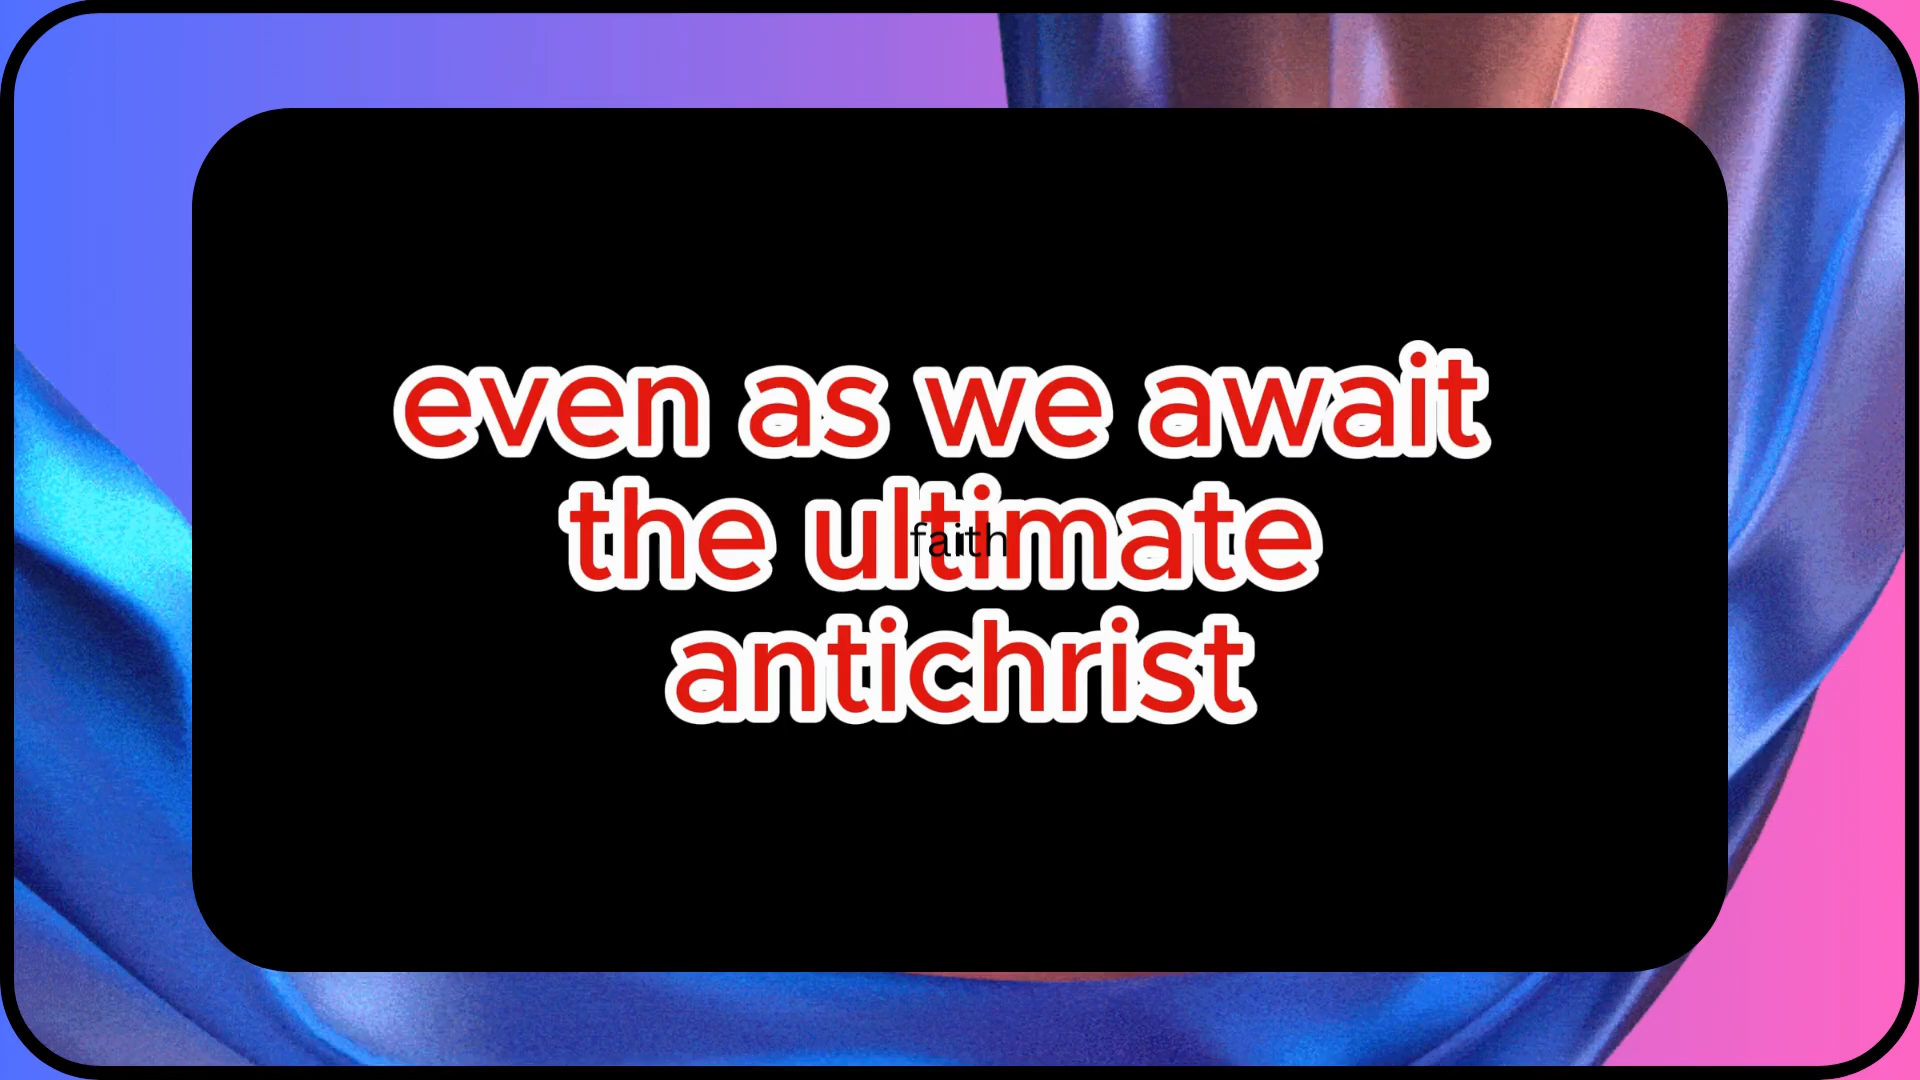 even as we await
the ultimate
faith
antichrist